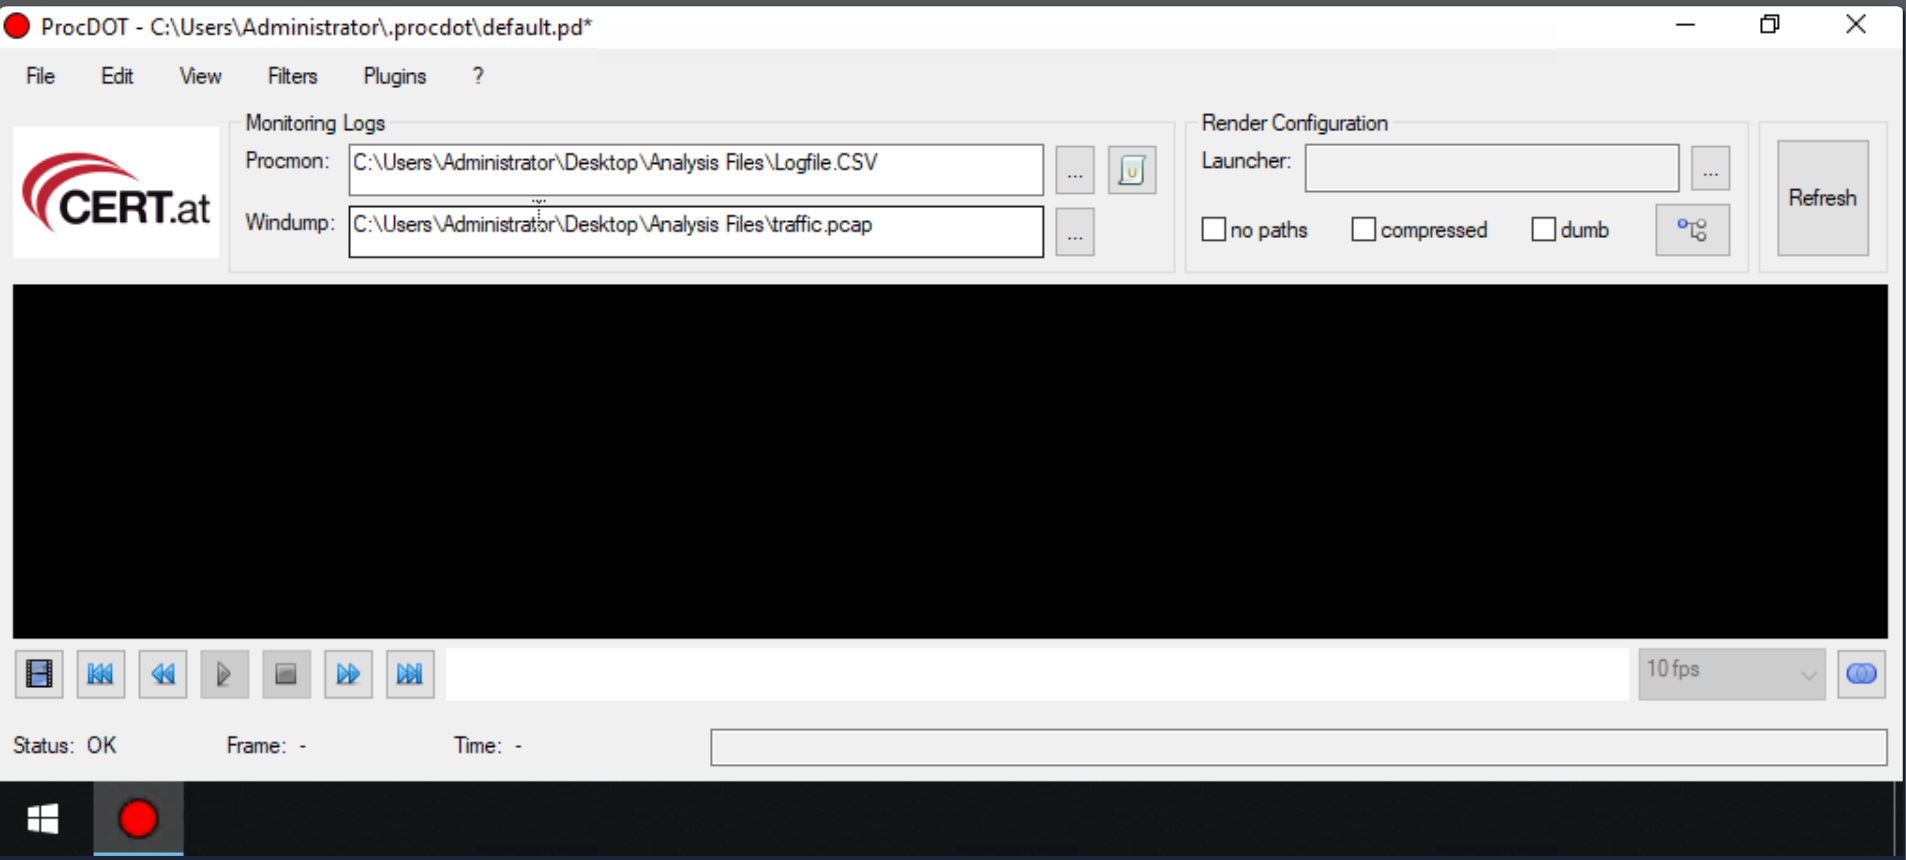 ProcDOT - C:\Users\Administrator\.procdot\default.pd*
File Edit View Filters Plugins ?
CERT.at
Monitoring Logs
Procmon: C:\Users\Administrator\Desktop\Analysis Files\Logfile.CSV ...
Windump: C:\Users\Administrator\Desktop\Analysis Files\traffic.pcap ...
Render Configuration
Launcher: ...
no paths compressed dumb
Refresh
10 fps
Status: OK Frame: - Time: -